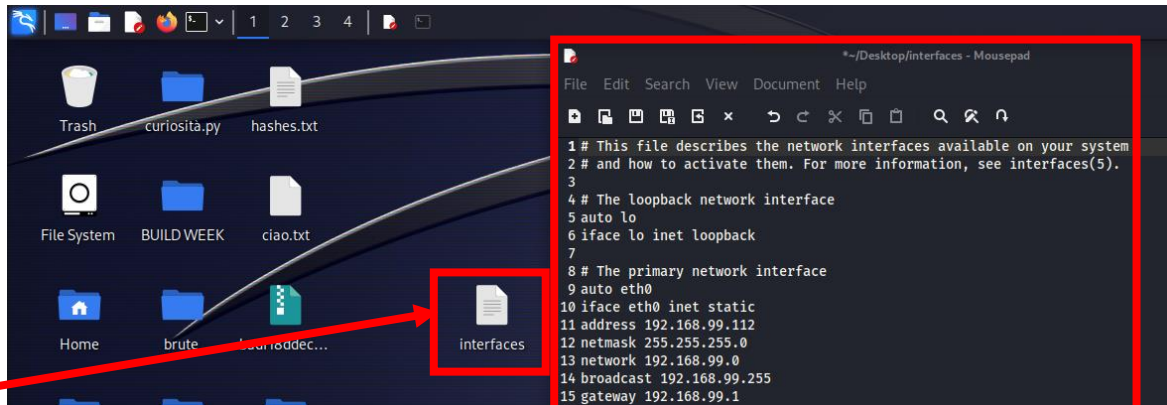 1 2 3 4
*~/Desktop/interfaces - Mousepad
File Edit Search View Document Help
Trash
curiosità.py
hashes.txt
File System
BUILD WEEK
ciao.txt
Home
brute
interfaces
1 # This file describes the network interfaces available on your system
2 # and how to activate them. For more information, see interfaces(5).
3
4 # The loopback network interface
5 auto lo
6 iface lo inet loopback
7
8 # The primary network interface
9 auto eth0
10 iface eth0 inet static
11 address 192.168.99.112
12 netmask 255.255.255.0
13 network 192.168.99.0
14 broadcast 192.168.99.255
15 gateway 192.168.99.1